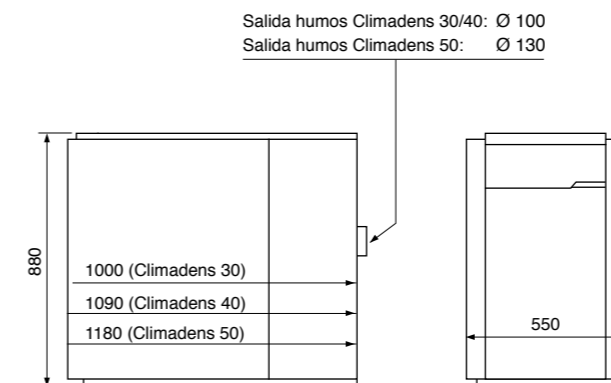 Salida humos Climadens 30/40: Ø 100
Salida humos Climadens 50: Ø 130
880
1000 (Climadens 30)
1090 (Climadens 40)
1180 (Climadens 50)
550